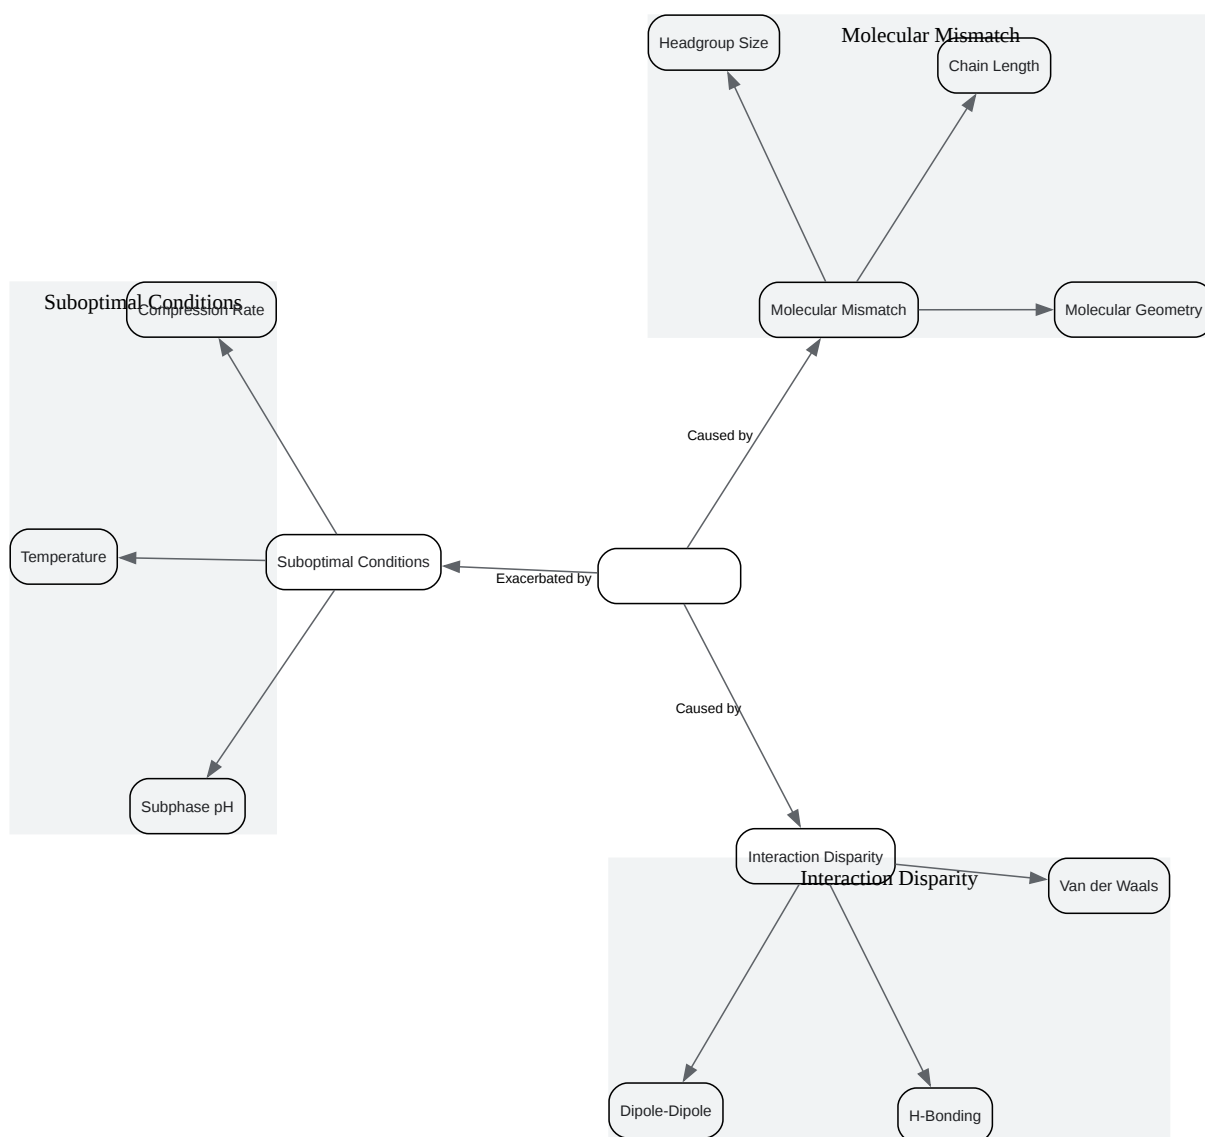 Molecular Mismatch
Headgroup Size
Chain Length
Suboptimal Conditions
Compression Rate
Molecular Mismatch
Molecular Geometry
Caused by
Temperature
Suboptimal Conditions
Exacerbated by
Caused by
Subphase pH
Interaction Disparity
Interaction Disparity
Van der Waals
Dipole-Dipole
H-Bonding